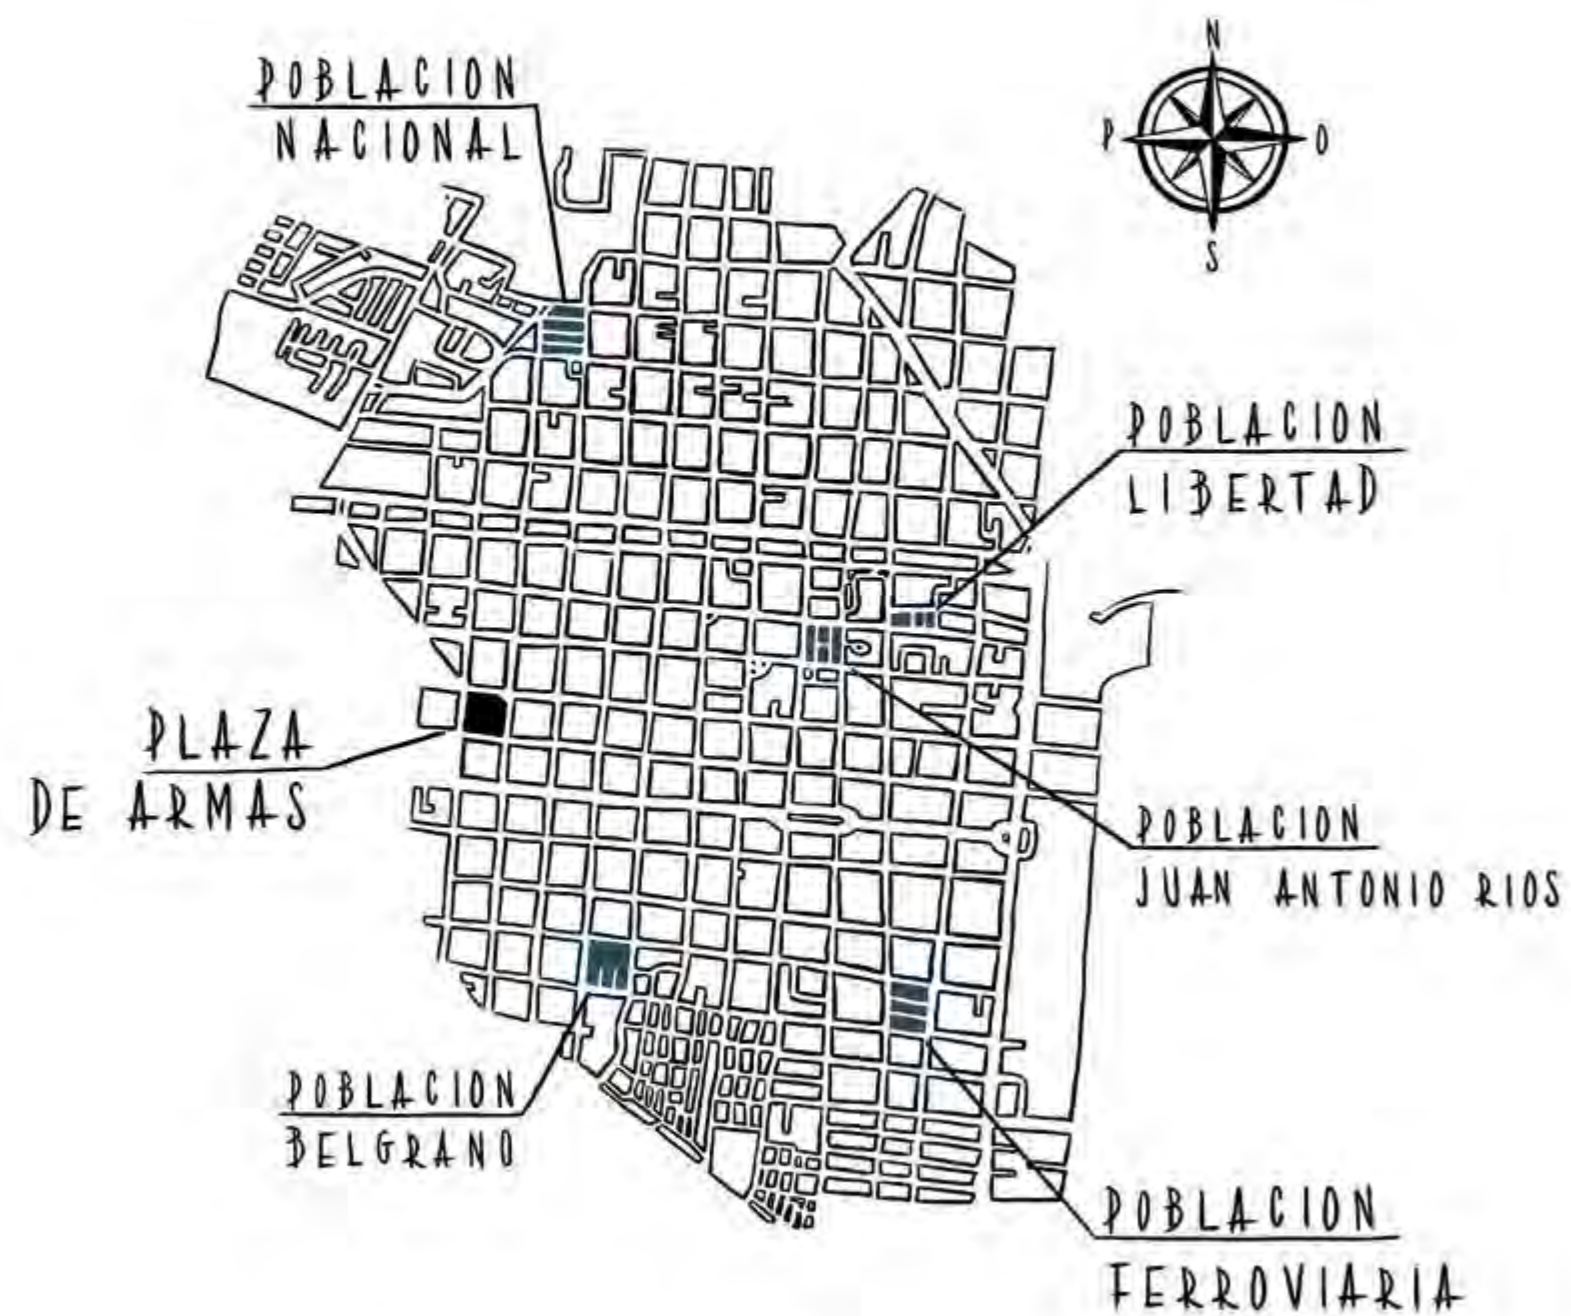 POBLACION
NACIONAL
N
P O
S
POBLACION
LIBERTAD
PLAZA
DE ARMAS
POBLACION
JUAN ANTONIO RIOS
POBLACION
BELGRANO
POBLACION
FERROVIARIA